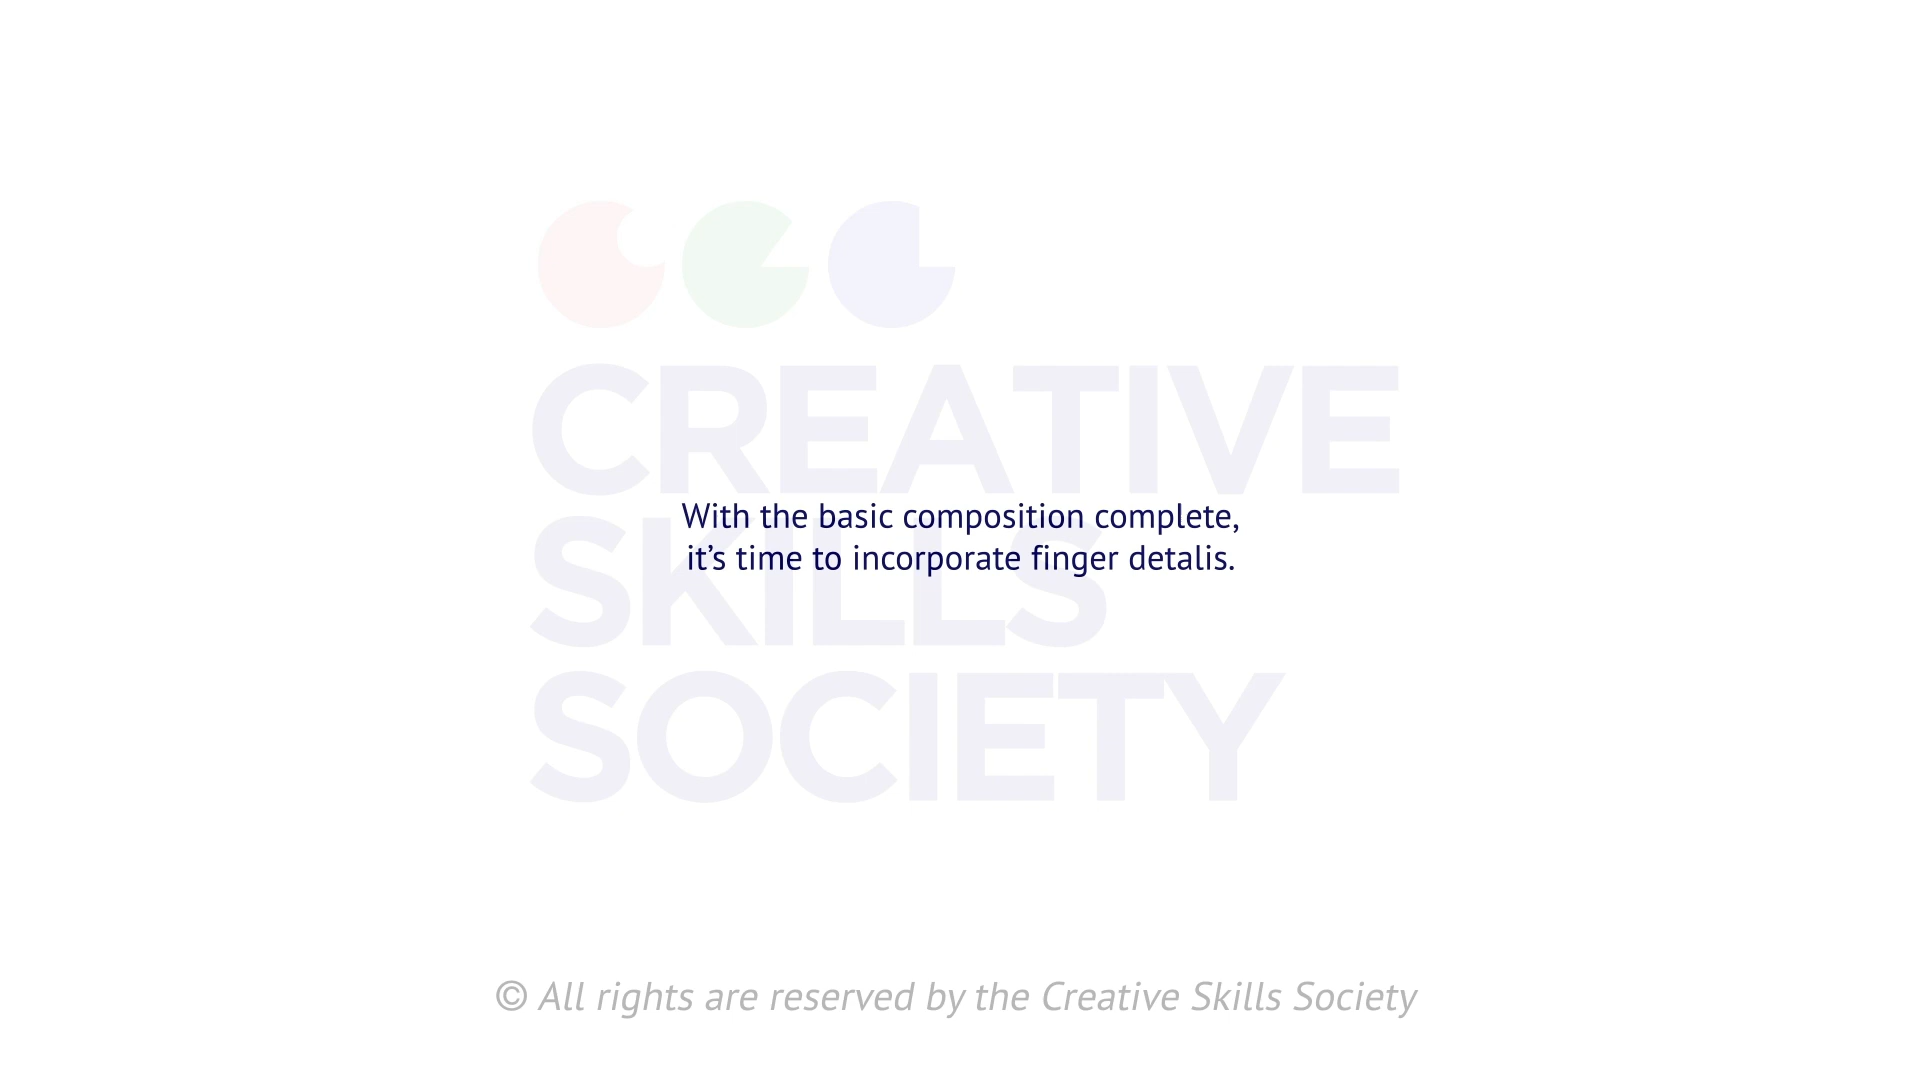 CREATIVE
With the basic composition complete,
it’s time to incorporate finger detalis.
SKILLS
SOCIETY
© All rights are reserved by the Creative Skills Society